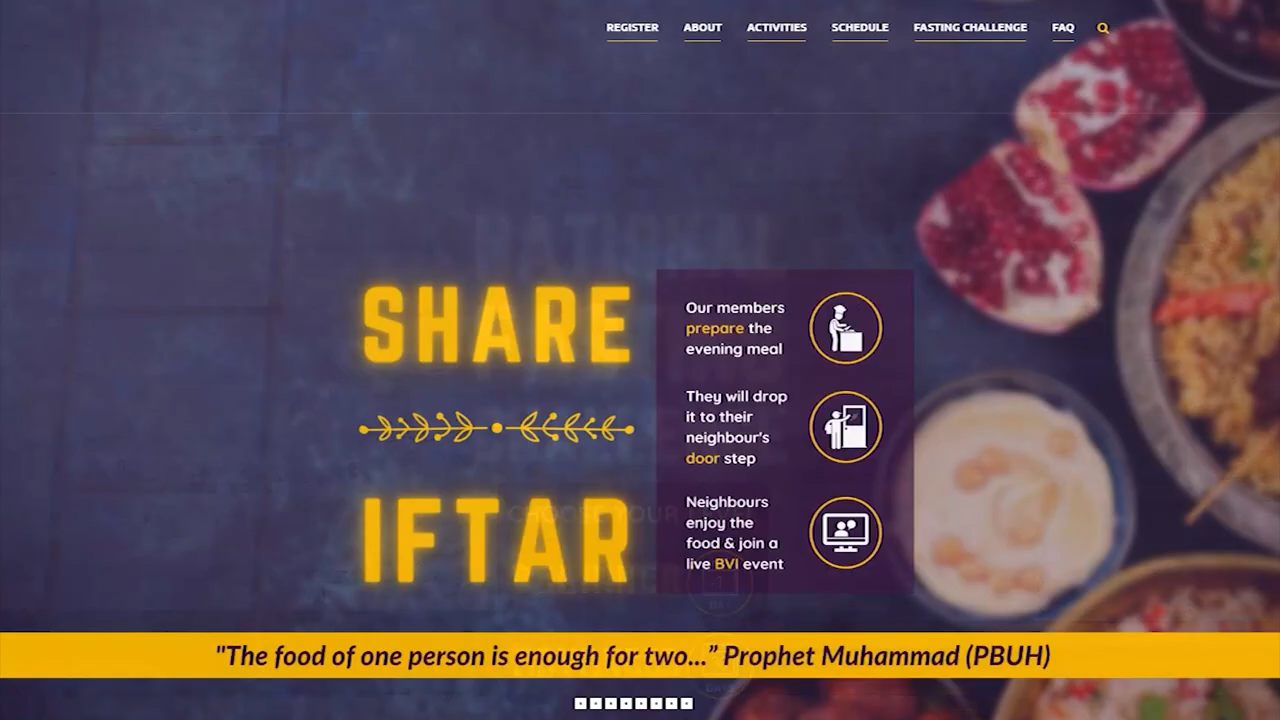 REGISTER ABOUT ACTIVITIES SCHEDULE FASTING CHALLENGE FAQ
SHARE
IFTAR
Our members
prepare the
evening meal
They will drop
it to their
neighbour's
door step
Neighbours
enjoy the
food & join a
live BVI event
"The food of one person is enough for two...” Prophet Muhammad (PBUH)